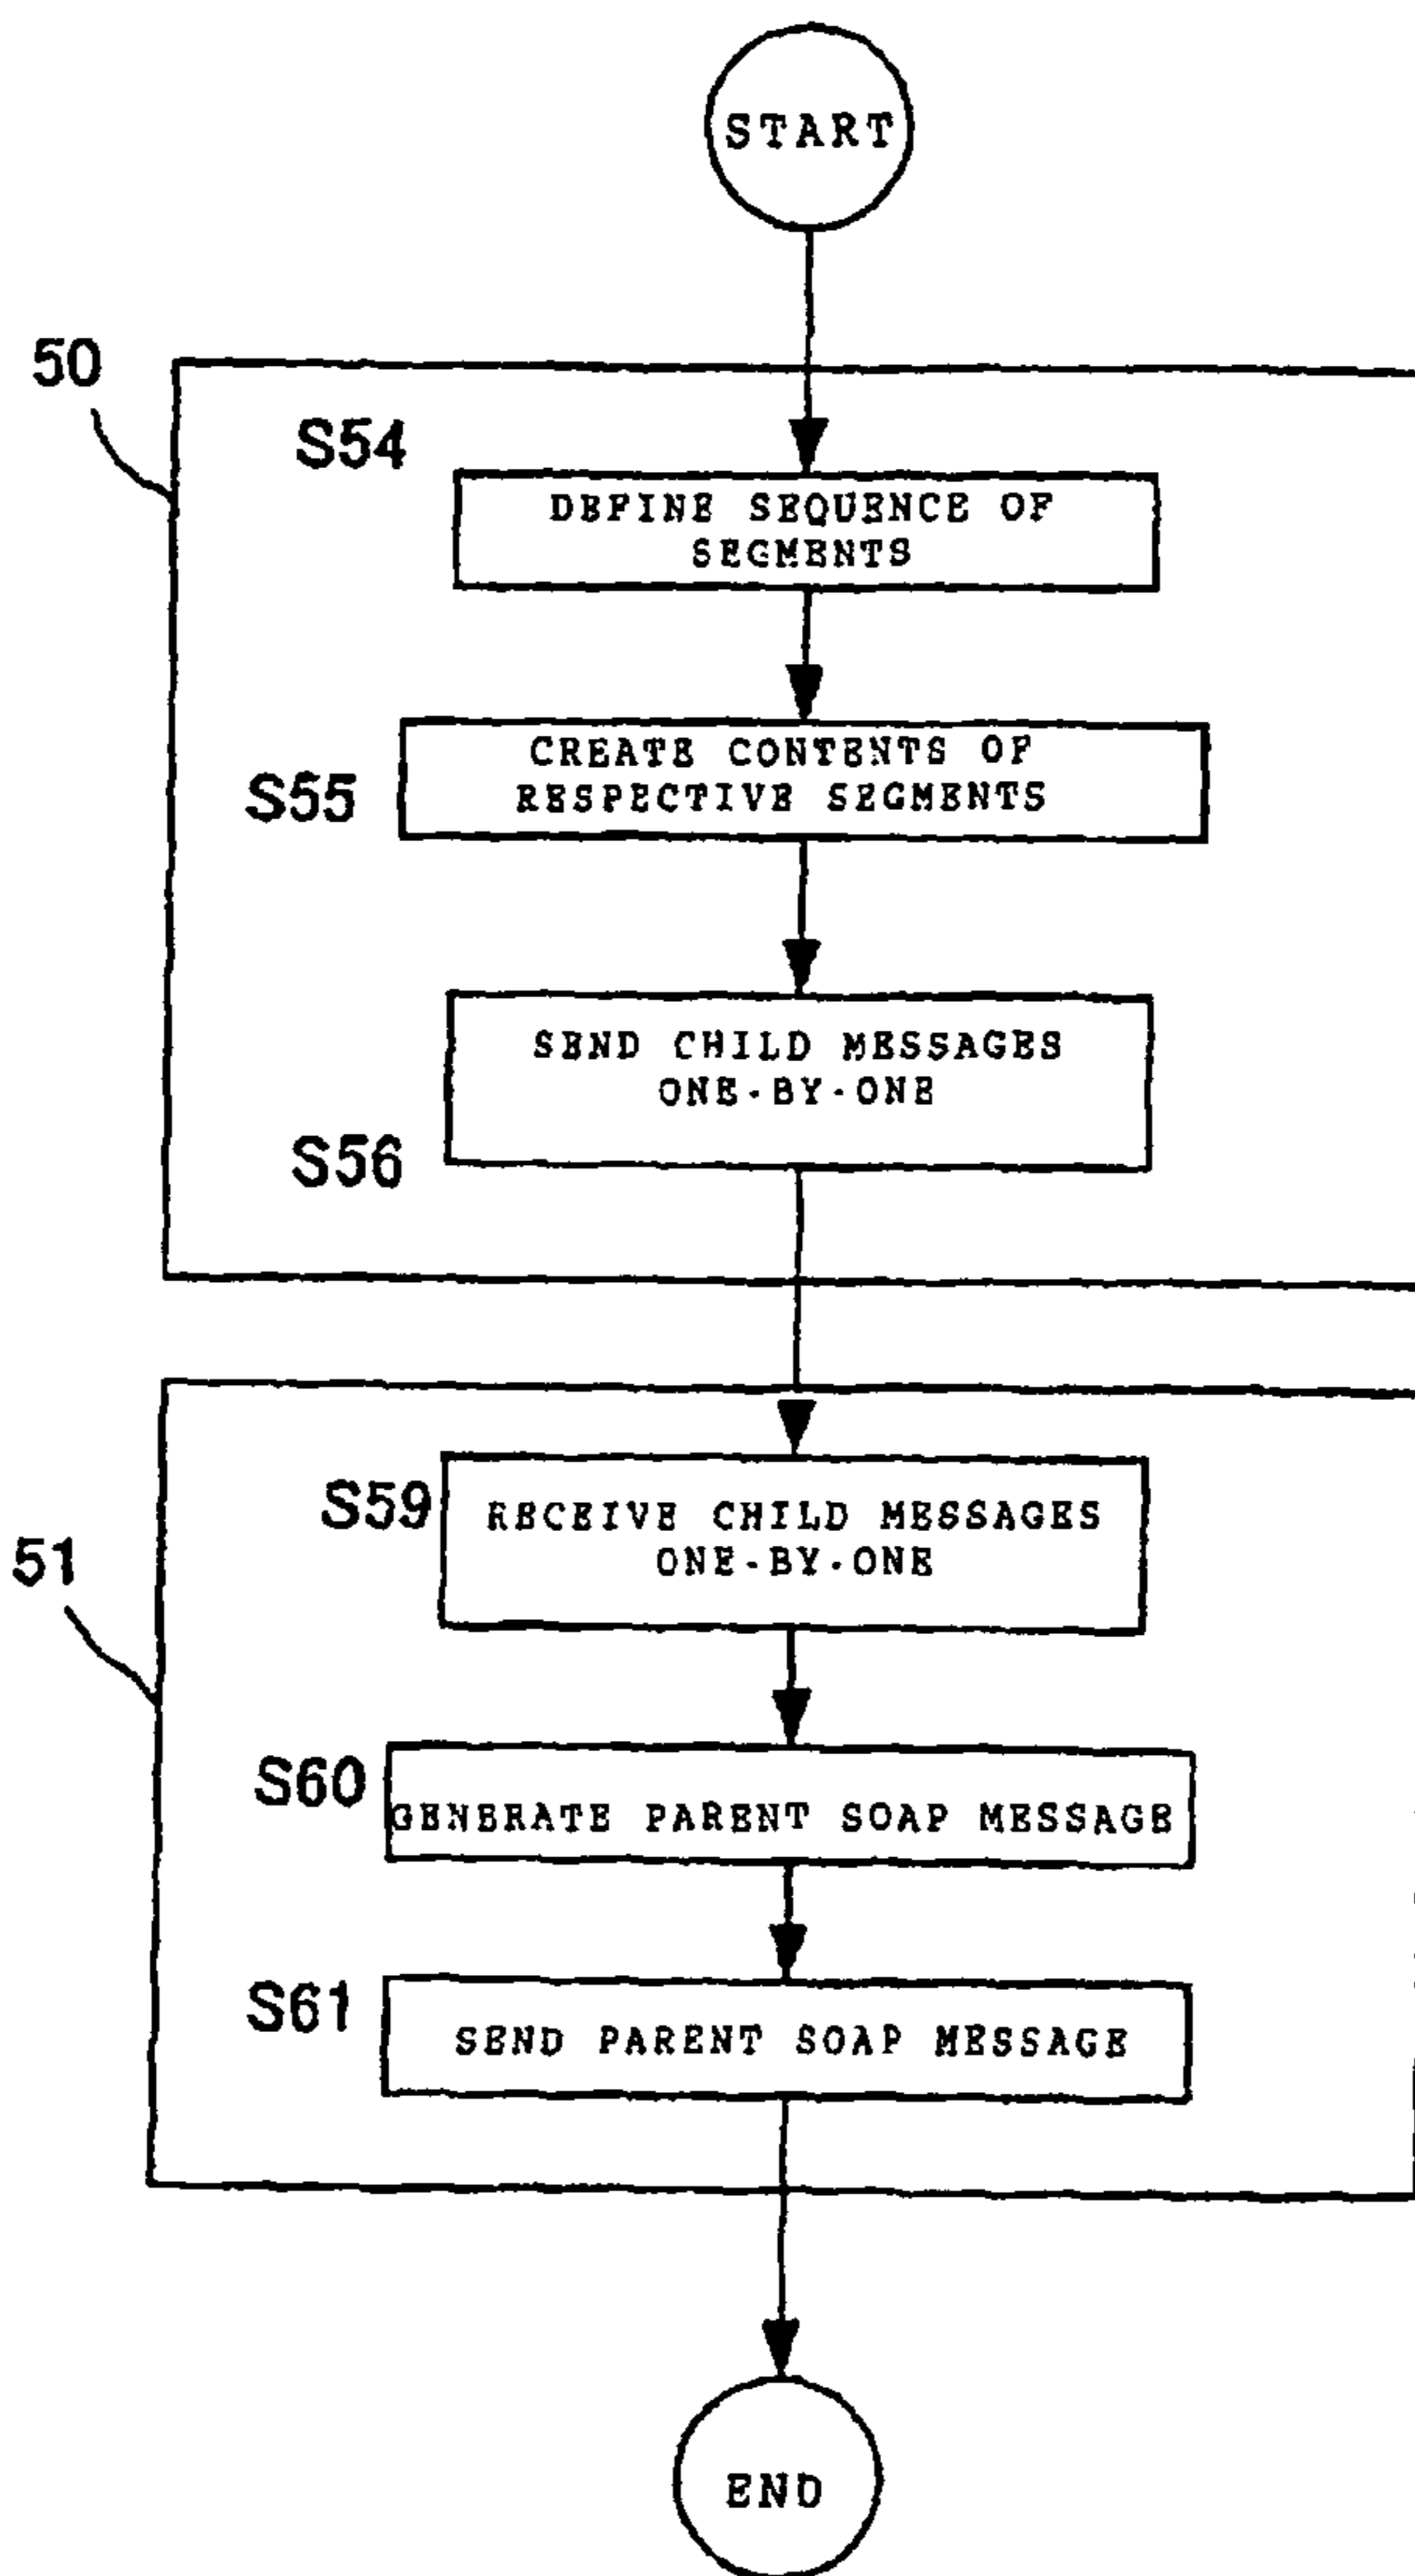 START
50
S54
DEFINE SEQUENCE OF
SEGMENTS
S55
CREATE CONTENTS OF
RESPECTIVE SEGMENTS
SEND CHILD MESSAGES
ONE-BY-ONE
S56
S59
RECEIVE CHILD MESSAGES
ONE-BY-ONE
51
S60
GENERATE PARENT SOAP MESSAGE
S61
SEND PARENT SOAP MESSAGE
END